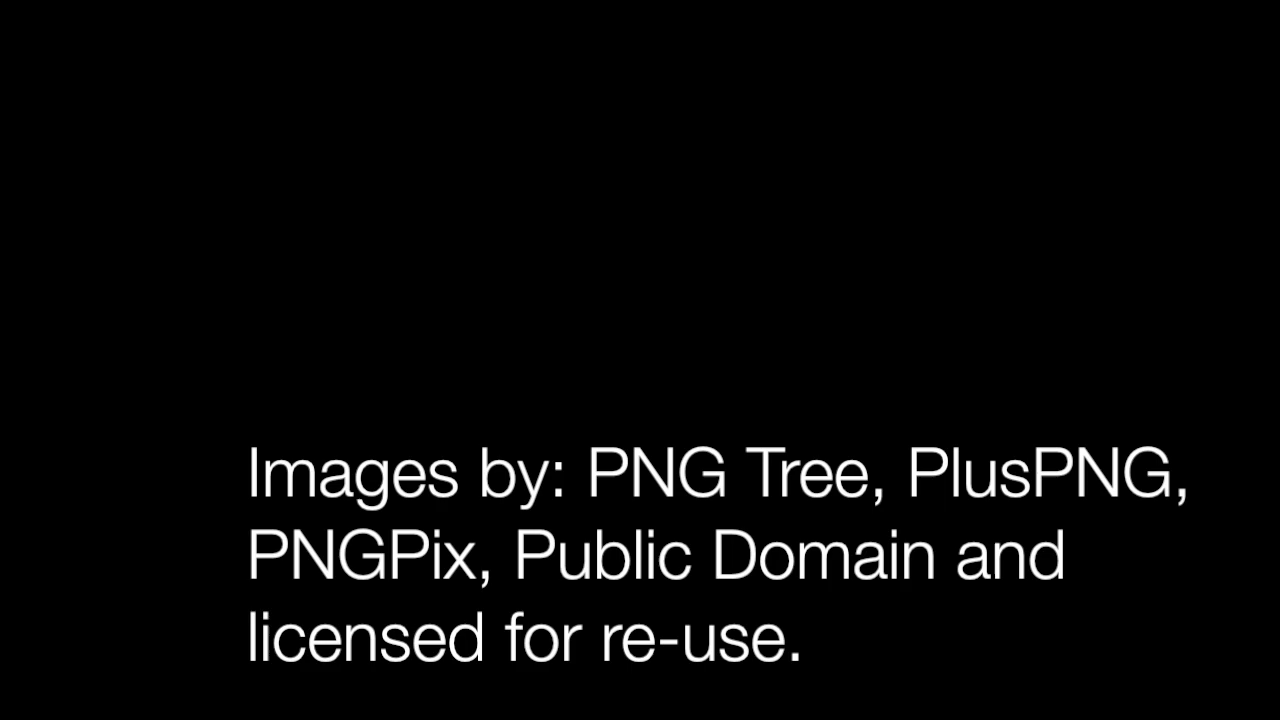 Images by: PNG Tree, PlusPNG,
PNGPix, Public Domain and
licensed for re-use.